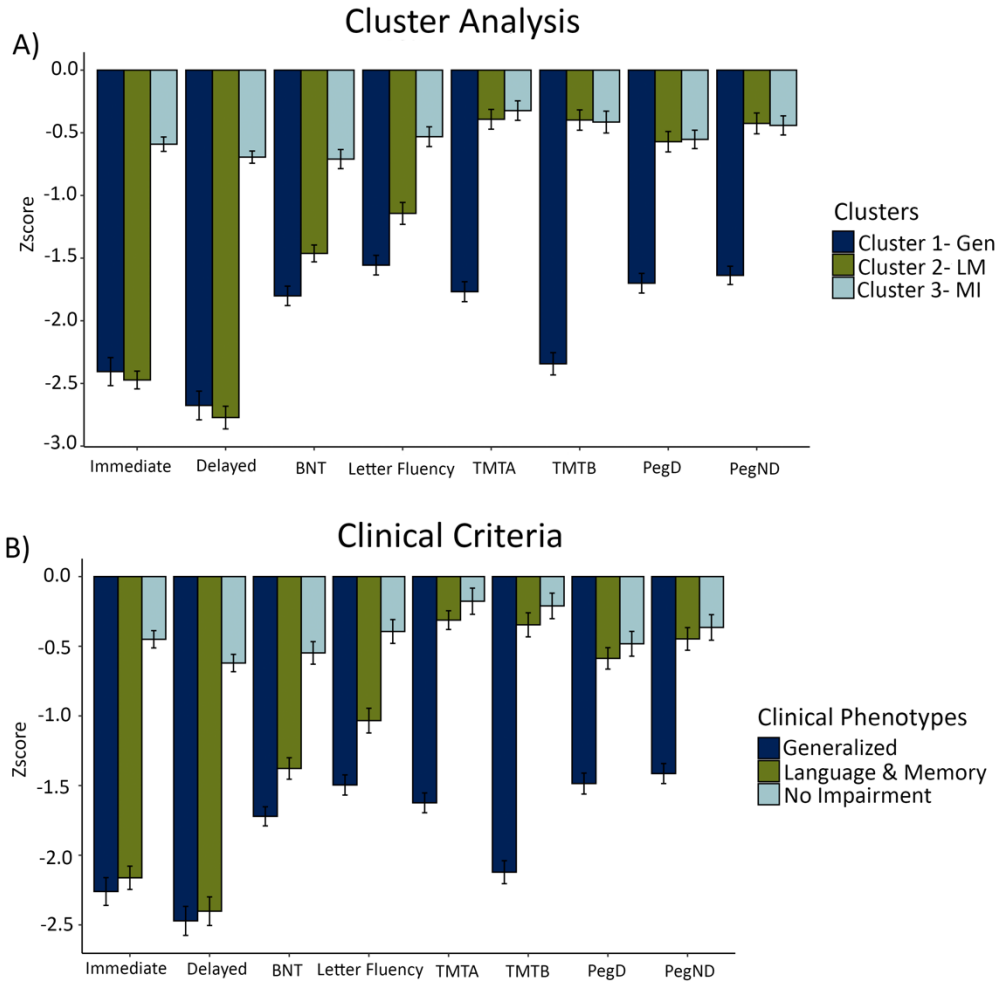 Cluster Analysis
A)
0.0
-0.5
-1.0
-1.5
-2.0
-2.5
-3.0
Zscore
Immediate Delayed BNT Letter Fluency TMTA TMTB PegD PegND
Clusters
Cluster 1- Gen
Cluster 2- LM
Cluster 3- MI
Clinical Criteria
B)
0.0
-0.5
-1.0
-1.5
-2.0
-2.5
Zscore
Immediate Delayed BNT Letter Fluency TMTA TMTB PegD PegND
Clinical Phenotypes
Generalized
Language & Memory
No Impairment